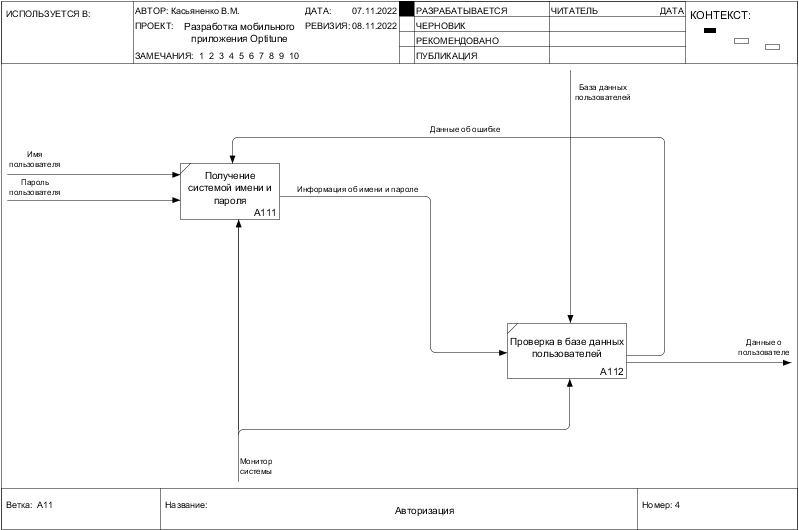 ИСПОЛЬЗУЕТСЯ В:
АВТОР: Касьяненко В.М.
ДАТА: 07.11.2022
ПРОЕКТ: Разработка мобильного
приложения Optitune
РЕВИЗИЯ: 08.11.2022
ЗАМЕЧАНИЯ: 1 2 3 4 5 6 7 8 9 10
РАЗРАБАТЫВАЕТСЯ
ЧЕРНОВИК
РЕКОМЕНДОВАНО
ПУБЛИКАЦИЯ
ЧИТАТЕЛЬ ДАТА
КОНТЕКСТ:
База данных
пользователей
Данные об ошибке
Имя
пользователя
Пароль
пользователя
Получение
системой имени и
пароля
A111
Информация об имени и пароле
Проверка в базе данных
пользователей
A112
Данные о
пользователе
Монитор
системы
Ветка: A11
Название:
Авторизация
Номер: 4